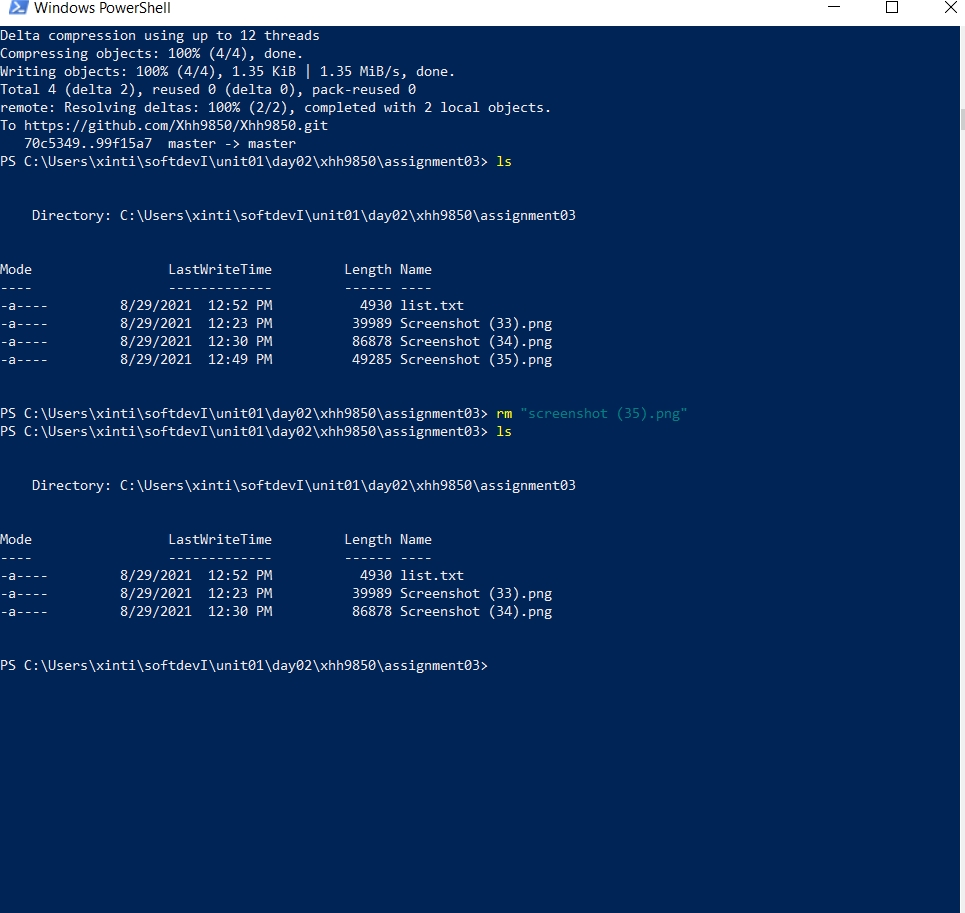 Windows PowerShell
Delta compression using up to 12 threads
Compressing objects: 100% (4/4), done.
Writing objects: 100% (4/4), 1.35 KiB | 1.35 MiB/s, done.
Total 4 (delta 2), reused 0 (delta 0), pack-reused 0
remote: Resolving deltas: 100% (2/2), completed with 2 local objects.
To https://github.com/Xhh9850/Xhh9850.git
   70c5349..99f15a7  master -> master
PS C:\Users\xinti\softdevI\unit01\day02\xhh9850\assignment03> ls
    Directory: C:\Users\xinti\softdevI\unit01\day02\xhh9850\assignment03
Mode                 LastWriteTime         Length Name
----                 -------------         ------ ----
-a----         8/29/2021  12:52 PM           4930 list.txt
-a----         8/29/2021  12:23 PM          39989 Screenshot (33).png
-a----         8/29/2021  12:30 PM          86878 Screenshot (34).png
-a----         8/29/2021  12:49 PM          49285 Screenshot (35).png
PS C:\Users\xinti\softdevI\unit01\day02\xhh9850\assignment03> rm "screenshot (35).png"
PS C:\Users\xinti\softdevI\unit01\day02\xhh9850\assignment03> ls
    Directory: C:\Users\xinti\softdevI\unit01\day02\xhh9850\assignment03
Mode                 LastWriteTime         Length Name
----                 -------------         ------ ----
-a----         8/29/2021  12:52 PM           4930 list.txt
-a----         8/29/2021  12:23 PM          39989 Screenshot (33).png
-a----         8/29/2021  12:30 PM          86878 Screenshot (34).png
PS C:\Users\xinti\softdevI\unit01\day02\xhh9850\assignment03>